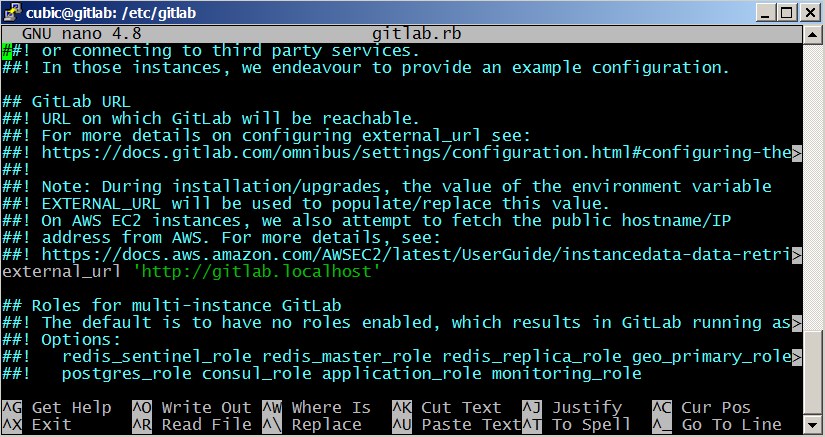 cubic@gitlab: /etc/gitlab
GNU nano 4.8 gitlab.rb
##! or connecting to third party services.
##! In those instances, we endeavour to provide an example configuration.
## GitLab URL
##! URL on which GitLab will be reachable.
##! For more details on configuring external_url see:
##! https://docs.gitlab.com/omnibus/settings/configuration.html#configuring-the>
##!
##! Note: During installation/upgrades, the value of the environment variable
##! EXTERNAL_URL will be used to populate/replace this value.
##! On AWS EC2 instances, we also attempt to fetch the public hostname/IP
##! address from AWS. For more details, see:
##! https://docs.aws.amazon.com/AWSEC2/latest/UserGuide/instancedata-data-retri>
external_url 'http://gitlab.localhost'
## Roles for multi-instance GitLab
##! The default is to have no roles enabled, which results in GitLab running as>
##! Options:
##!   redis_sentinel_role redis_master_role redis_replica_role geo_primary_role>
##!   postgres_role consul_role application_role monitoring_role
^G Get Help ^O Write Out ^W Where Is ^K Cut Text ^J Justify ^C Cur Pos
^X Exit ^R Read File ^\ Replace ^U Paste Text ^T To Spell ^_ Go To Line